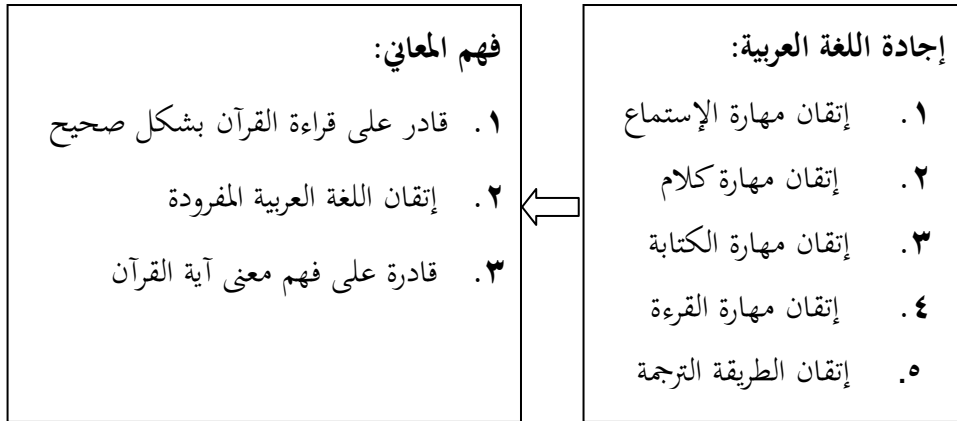 إجادة اللغة العربية:
١. إتقان مهارة الإستماع
٢. إتقان مهارة كلام
٣. إتقان مهارة الكتابة
٤. إتقان مهارة القرءة
٥. إتقان الطريقة الترجمة
فهم المعاني:
١. قادر على قراءة القرآن بشكل صحيح
٢. إتقان اللغة العربية المفرودة
٣. قادرة على فهم معنى آية القرآن